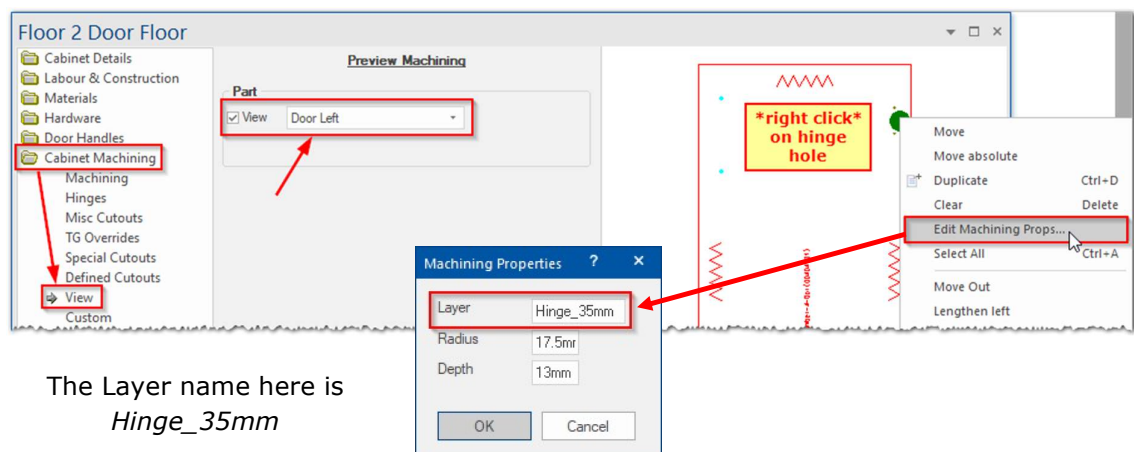 Floor 2 Door Floor
Cabinet Details
Labour & Construction
Materials
Hardware
Door Handles
Cabinet Machining
Machining
Hinges
Misc Cutouts
TG Overrides
Special Cutouts
Defined Cutouts
View
Custom
Preview Machining
Part
View Door Left
*right click*
on hinge
hole
Move
Move absolute
Duplicate Ctrl+D
Clear Delete
Edit Machining Props...
Select All Ctrl+A
Move Out
Lengthen left
Machining Properties ? ×
Layer Hinge_35mm
Radius 17.5mr
Depth 13mm
OK Cancel
The Layer name here is
Hinge_35mm